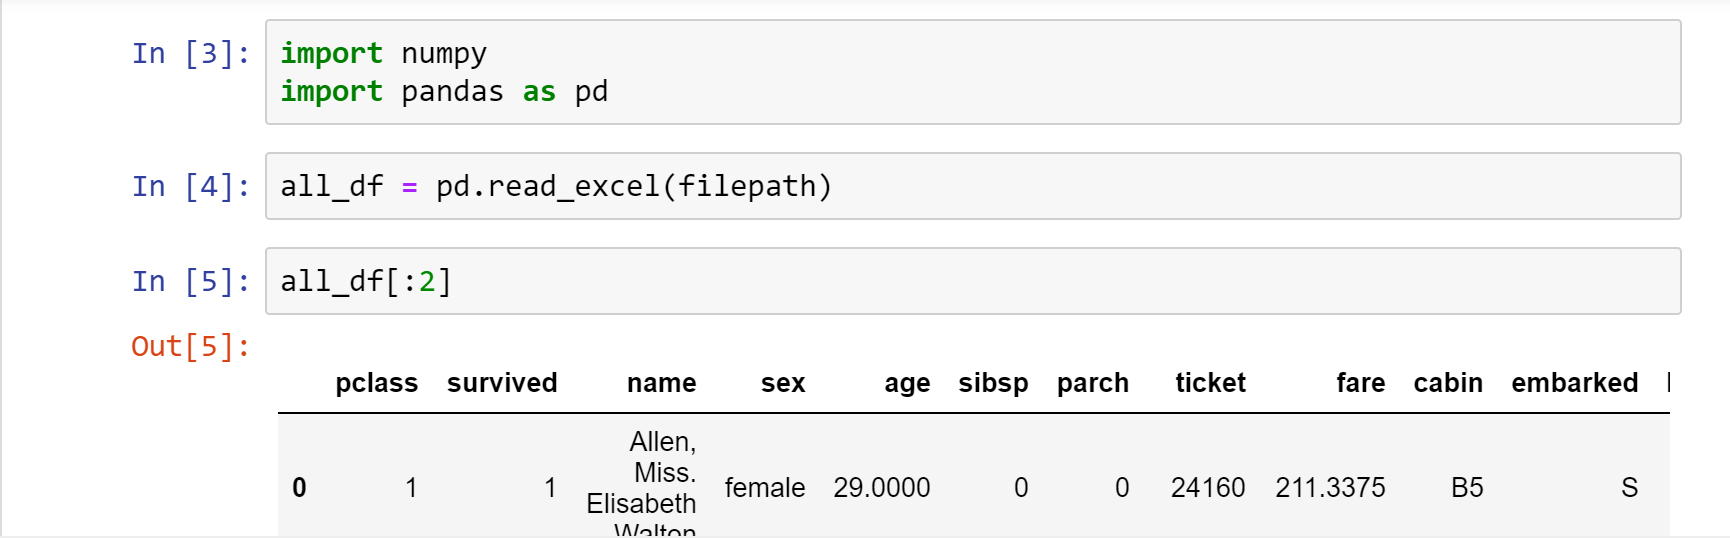 In [3]: import numpy
import pandas as pd
In [4]: all_df = pd.read_excel(filepath)
In [5]: all_df[:2]
Out[5]:
pclass survived name sex age sibsp parch ticket fare cabin embarked
Allen,
Miss.
0 1 1 Elisabeth female 29.0000 0 0 24160 211.3375 B5 S
Walton